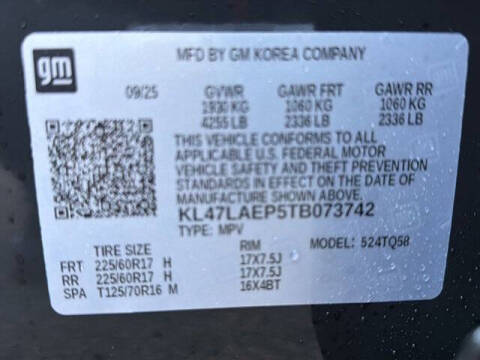 gm
MFD BY GM KOREA COMPANY
09/25 GVWR GAWR FRT GAWR RR
1930 KG 1060 KG 1060 KG
4255 LB 2336 LB 2336 LB
THIS VEHICLE CONFORMS TO ALL
APPLICABLE U.S. FEDERAL MOTOR
VEHICLE SAFETY AND THEFT PREVENTION
STANDARDS IN EFFECT ON THE DATE OF
MANUFACTURE SHOWN ABOVE.
KL47LAEP5TB073742
TYPE: MPV MODEL: 524TQ58
TIRE SIZE RIM
FRT 225/60R17 H 17X7.5J
RR 225/60R17 H 17X7.5J
SPA T125/70R16 M 16X4BT